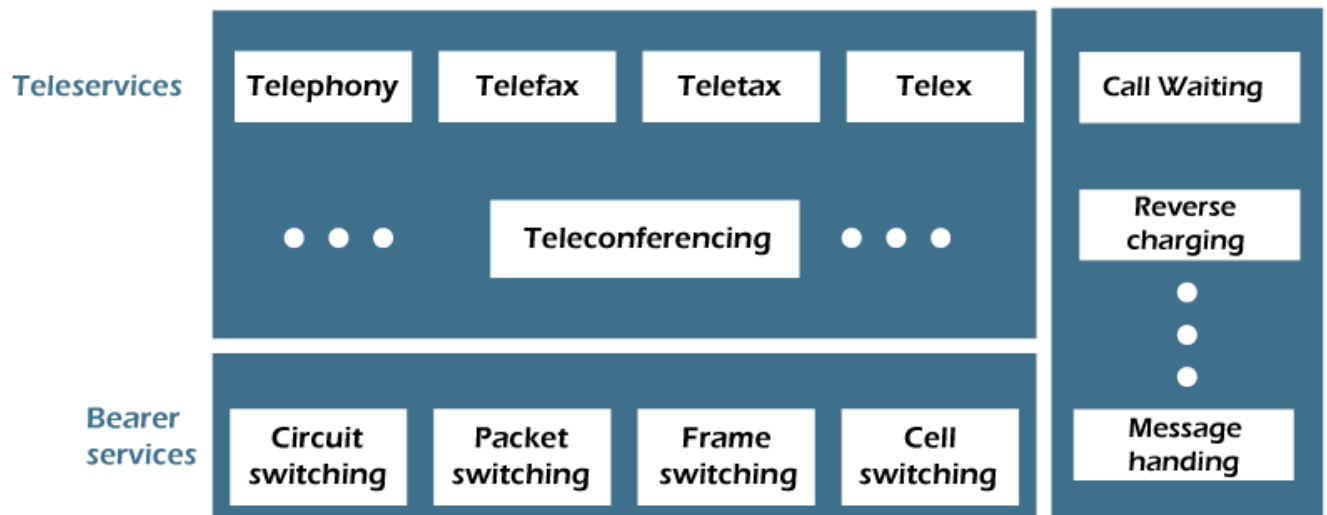 Teleservices
Telephony
Telefax
Teletax
Telex
Call Waiting
Teleconferencing
Reverse
charging
Bearer
services
Circuit
switching
Packet
switching
Frame
switching
Cell
switching
Message
handing